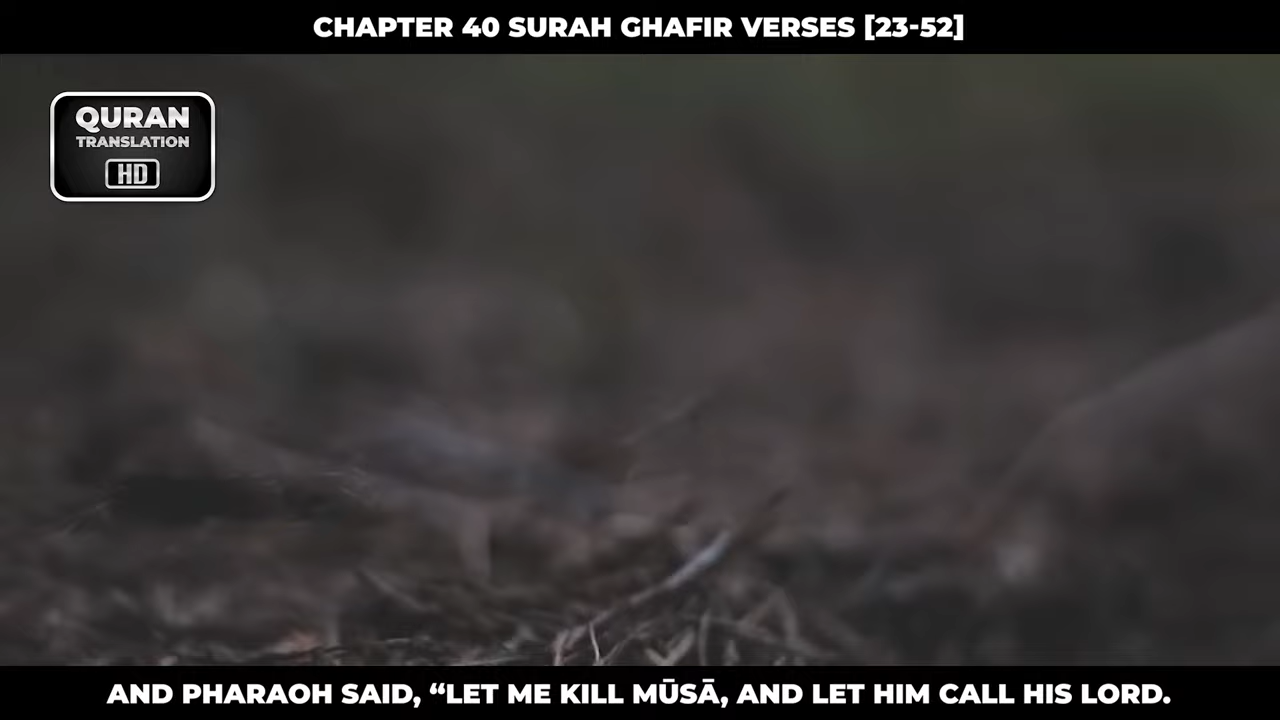 CHAPTER 40 SURAH GHAFIR VERSES [23-52]
QURAN
TRANSLATION
HD
AND PHARAOH SAID, “LET ME KILL MŪSĀ, AND LET HIM CALL HIS LORD.